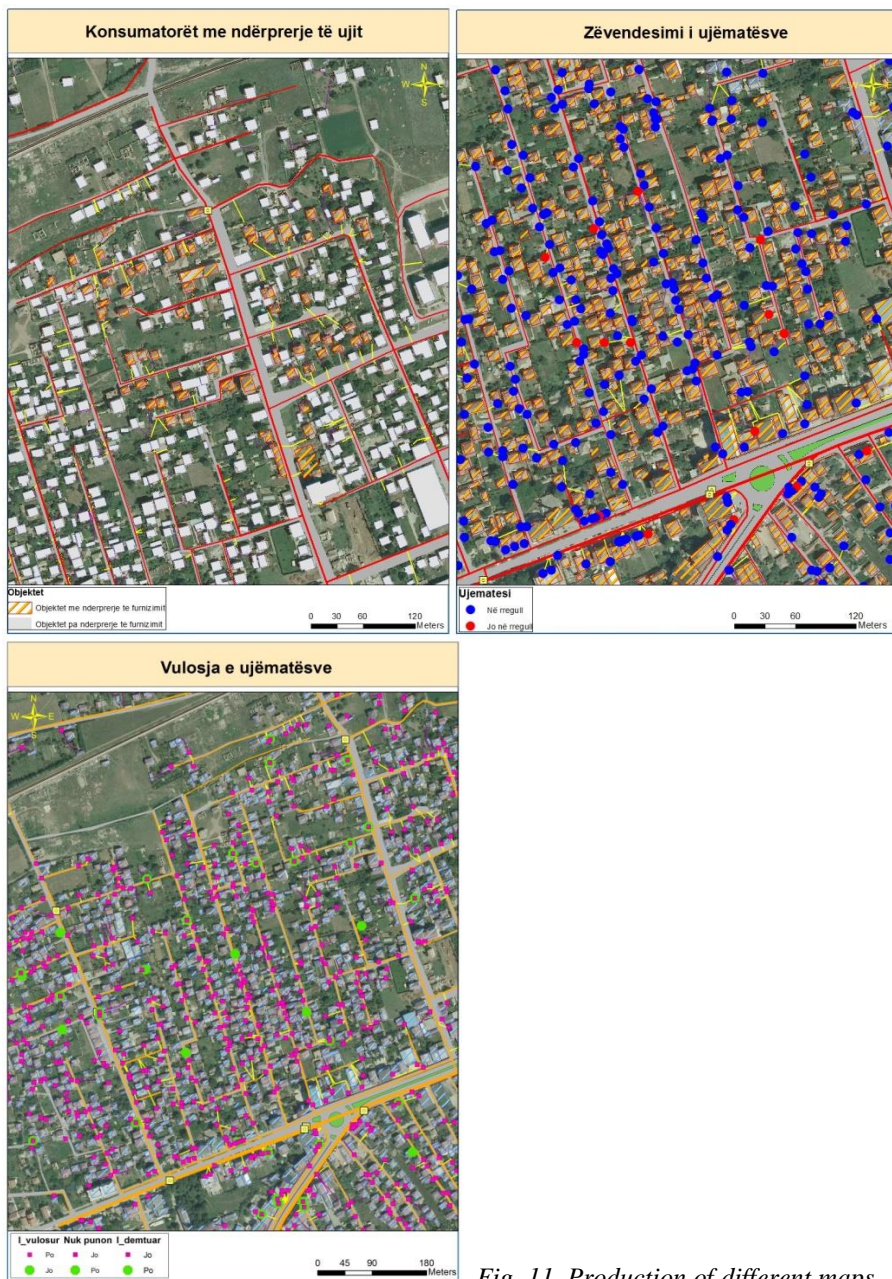 Konsumatorët me ndërprerje të ujit
N
W E
S
Objektet
Objektet me nderprerje te furnizimit
Objektet pa nderprerje te furnizimit
0 30 60 120
Meters
Zëvendesimi i ujëmatësve
N
W E
S
Ujematesi
Në rregull
Jo në rregull
0 30 60 120
Meters
Vulosja e ujëmatësve
N
W E
S
I_vulosur Nuk punon I_demtuar
Po Jo Jo
Jo Po Po
0 45 90 180
Meters
Fig. 11. Production of different maps